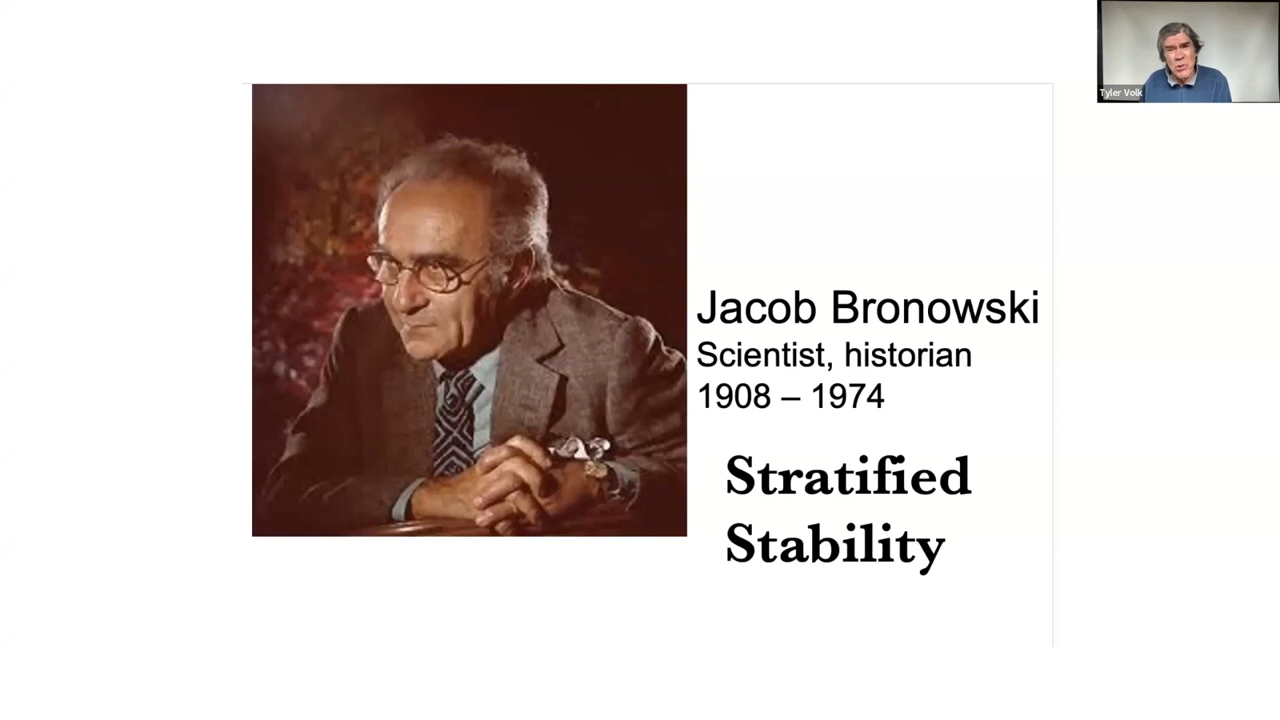 Tyler Volk
Jacob Bronowski
Scientist, historian
1908 – 1974
Stratified
Stability